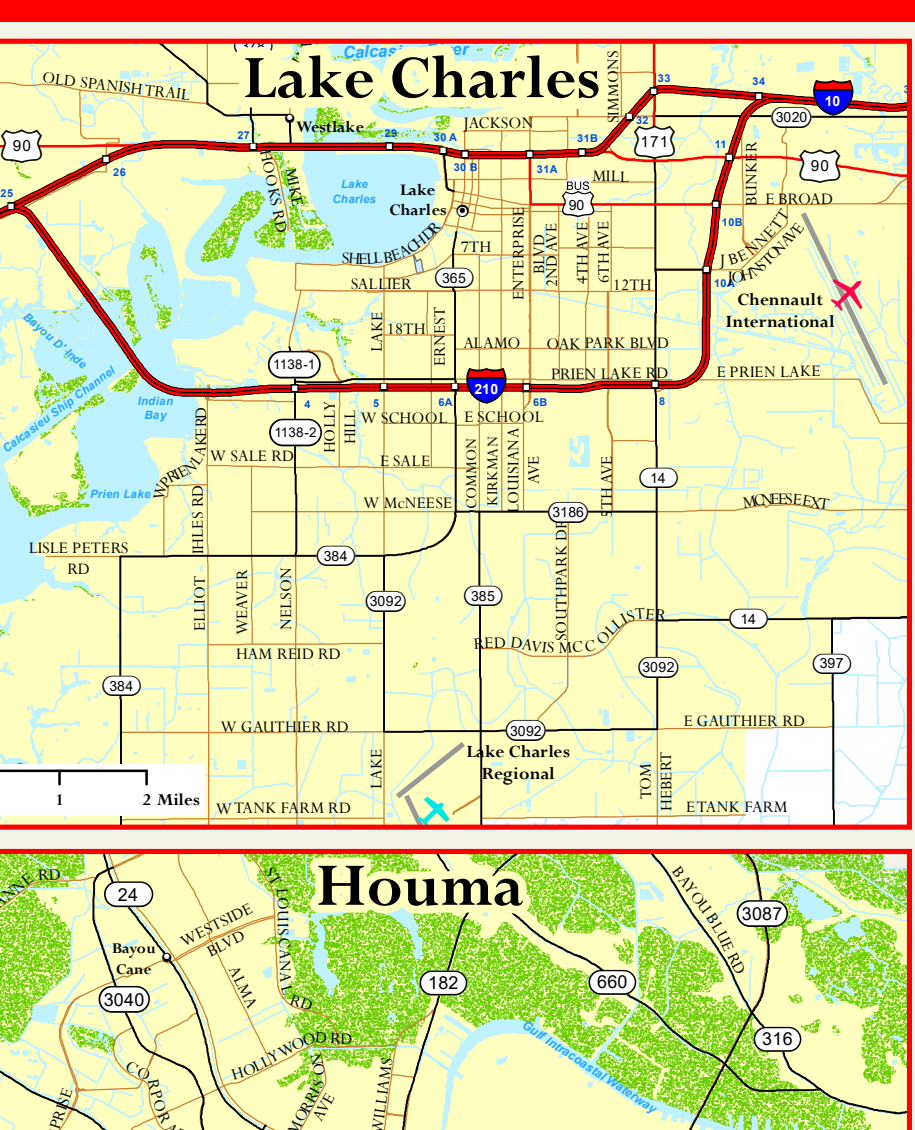 Calcas
er
Lake Charles
OLD SPANISH TRAIL
Westlake
SIMMONS
33
34
10
3020
32
JACKSON
27
29
30 A
31B
171
11
90
26
30 B
31A
90
25
HOOKS RD
MIKE
Lake
Charles
Lake
Charles
MILL
BUS
90
BUNKER
E BROAD
10B
7TH
SHELL BEACH DR
ENTERPRISE
BLVD
2ND AVE
4TH AVE
6TH AVE
J BENNETT
JOHNSTON AVE
10A
365
SALLIER
12TH
Chennault
International
Bayou D' Inde
LAKE
18TH
ERNEST
ALAMO
OAK PARK BLVD
1138-1
PRIEN LAKE RD
E PRIEN LAKE
210
Calcasieu Ship Channel
Indian
Bay
4
5
6A
6B
8
W SCHOOL
E SCHOOL
HOLLY
HILL
1138-2
W PRIEN LAKE RD
W SALE RD
E SALE
COMMON
KIRKMAN
LOUISIANA
AVE
5TH AVE
14
Prien Lake
IHLES RD
W McNEESE
3186
MCNEESE EXT
LISLE PETERS
RD
384
ELLIOT
WEAVER
NELSON
3092
385
SOUTHPARK DR
14
RED DAVIS MCCOLLISTER
HAM REID RD
3092
397
384
W GAUTHIER RD
3092
E GAUTHIER RD
LAKE
Lake Charles
Regional
TOM
HEBERT
1
2 Miles
W TANK FARM RD
E TANK FARM
Houma
ANNE RD
24
ST LOUIS CANAL
RD
BAYOU BLUE RD
3087
WESTSIDE
BLVD
Bayou
Cane
ALMA
3040
182
660
316
Gulf Intracoastal Waterway
HOLLYWOOD RD
CORPORA
MORRISON
AVE
WILLIAMS
PRISE